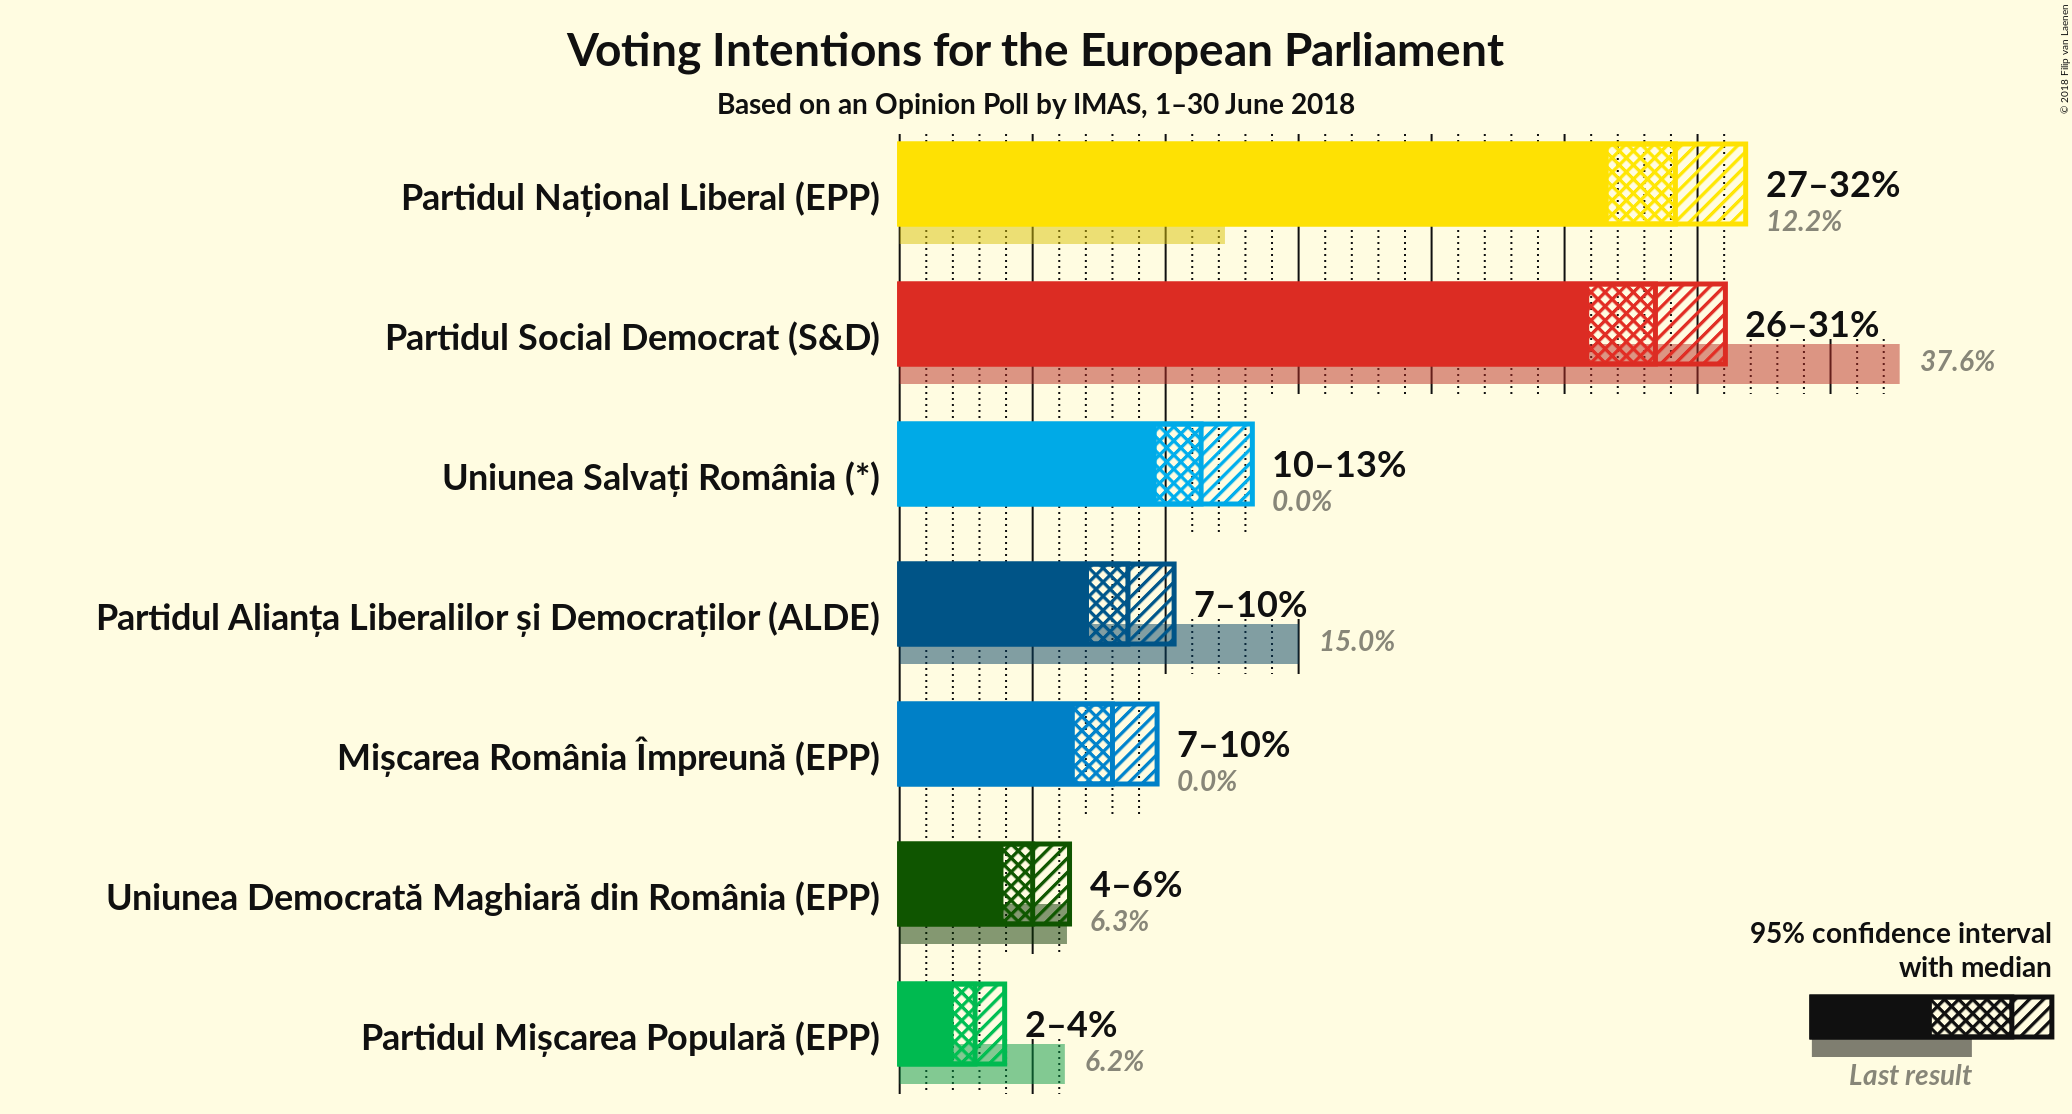 Voting Intentions for the European Parliament
Based on an Opinion Poll by IMAS, 1–30 June 2018
© 2018 Filip van Laenen
Partidul Național Liberal (EPP)
27–32%
12.2%
Partidul Social Democrat (S&D)
26–31%
37.6%
Uniunea Salvați România (*)
10–13%
0.0%
Partidul Alianța Liberalilor și Democraților (ALDE)
7–10%
15.0%
Mișcarea România Împreună (EPP)
7–10%
0.0%
Uniunea Democrată Maghiară din România (EPP)
4–6%
6.3%
Partidul Mișcarea Populară (EPP)
2–4%
6.2%
95% confidence interval
with median
Last result